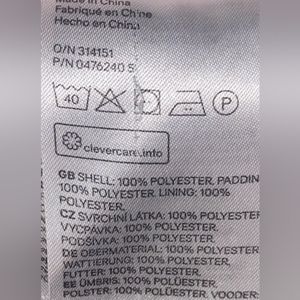 Made in China
Fabriqué en Chine
Hecho en China
O/N 314151
P/N 0476240 S
40
P
clevercare.info
GB SHELL: 100% POLYESTER, PADDIN
100% POLYESTER. LINING: 100%
POLYESTER.
CZ SVRCHNÍ LÁTKA: 100% POLYESTER
VYCPÁVKA: 100% POLYESTER.
PODŠÍVKA: 100% POLYESTER.
DE OBERMATERIAL: 100% POLYESTER
WATTIERUNG: 100% POLYESTER.
FUTTER: 100% POLYESTER.
EE ÜMBRIS: 100% POLÜESTER.
POLSTER: 100% POLÜESTER. VOODER: